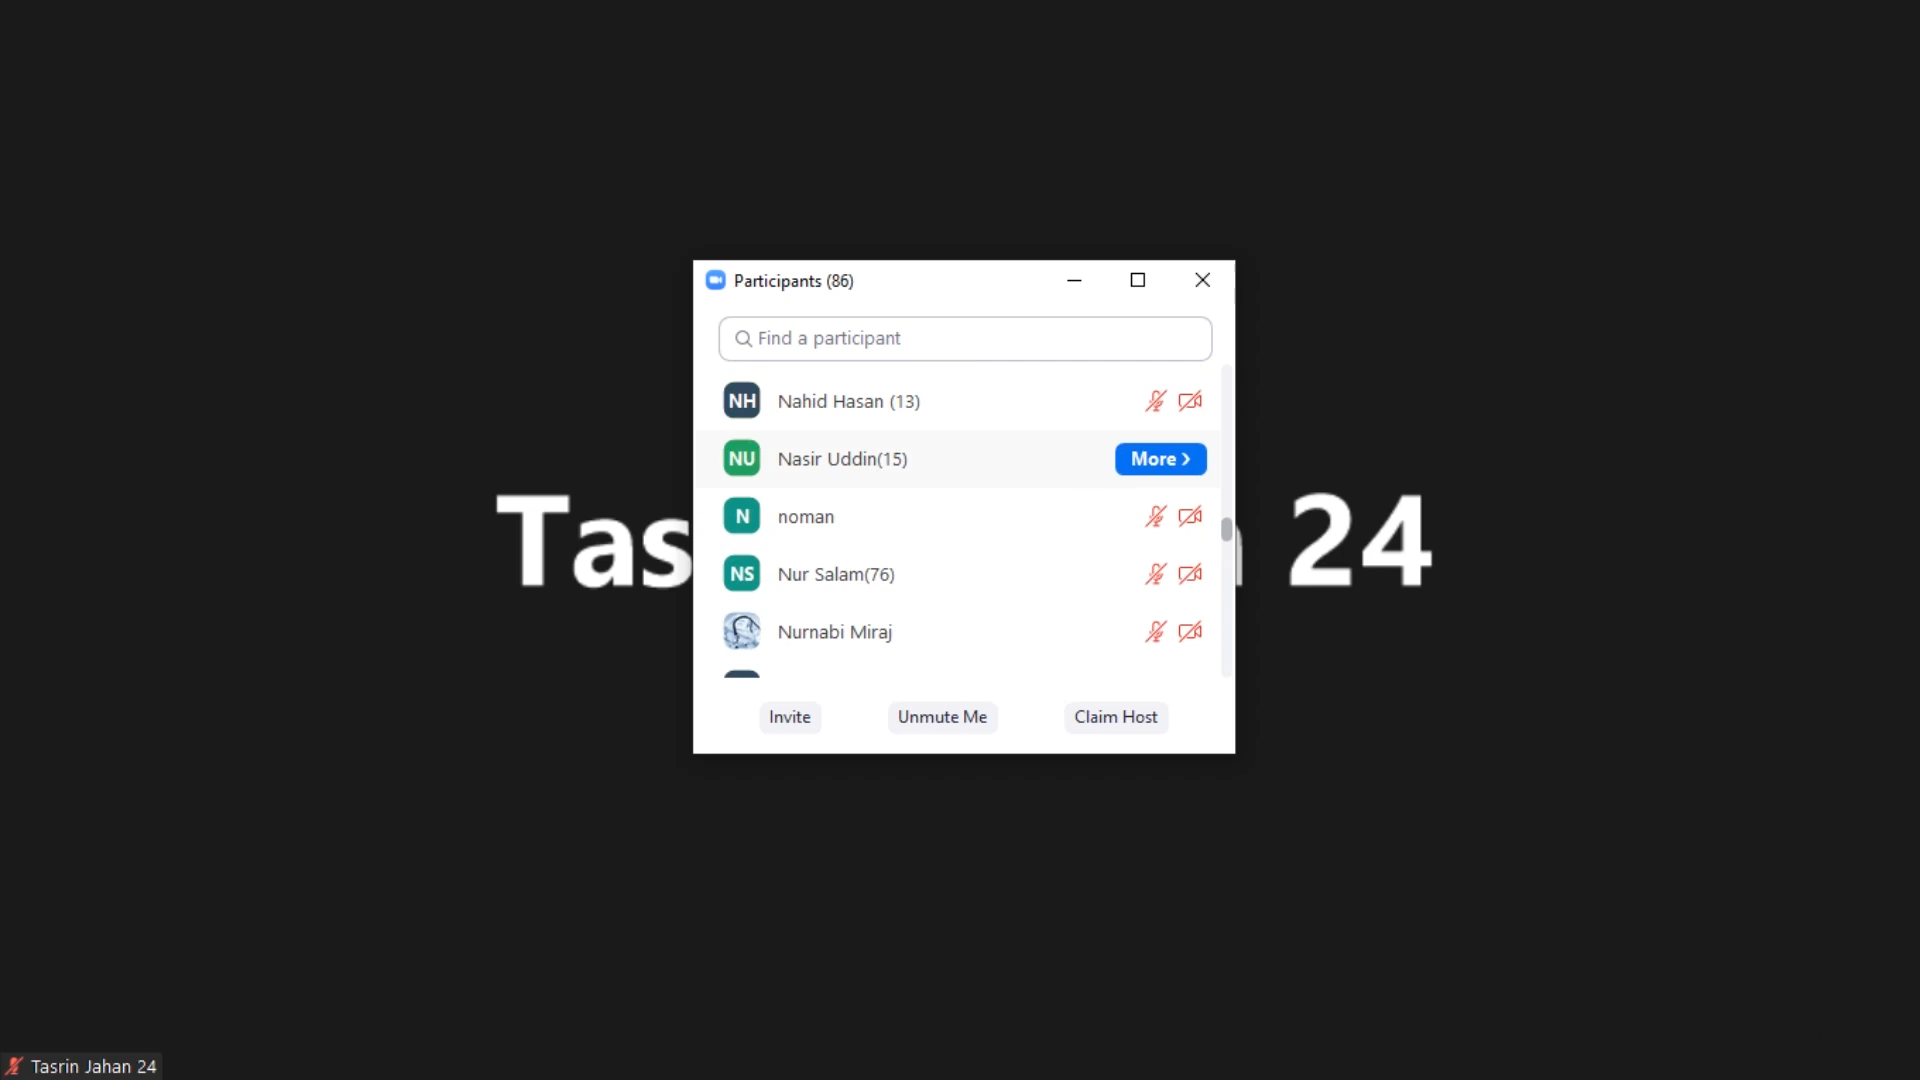 Participants (86)
Find a participant
NH Nahid Hasan (13)
NU Nasir Uddin(15) More
N noman
NS Nur Salam(76)
Nurnabi Miraj
Invite Unmute Me Claim Host
Tas 24
Tasrin Jahan 24